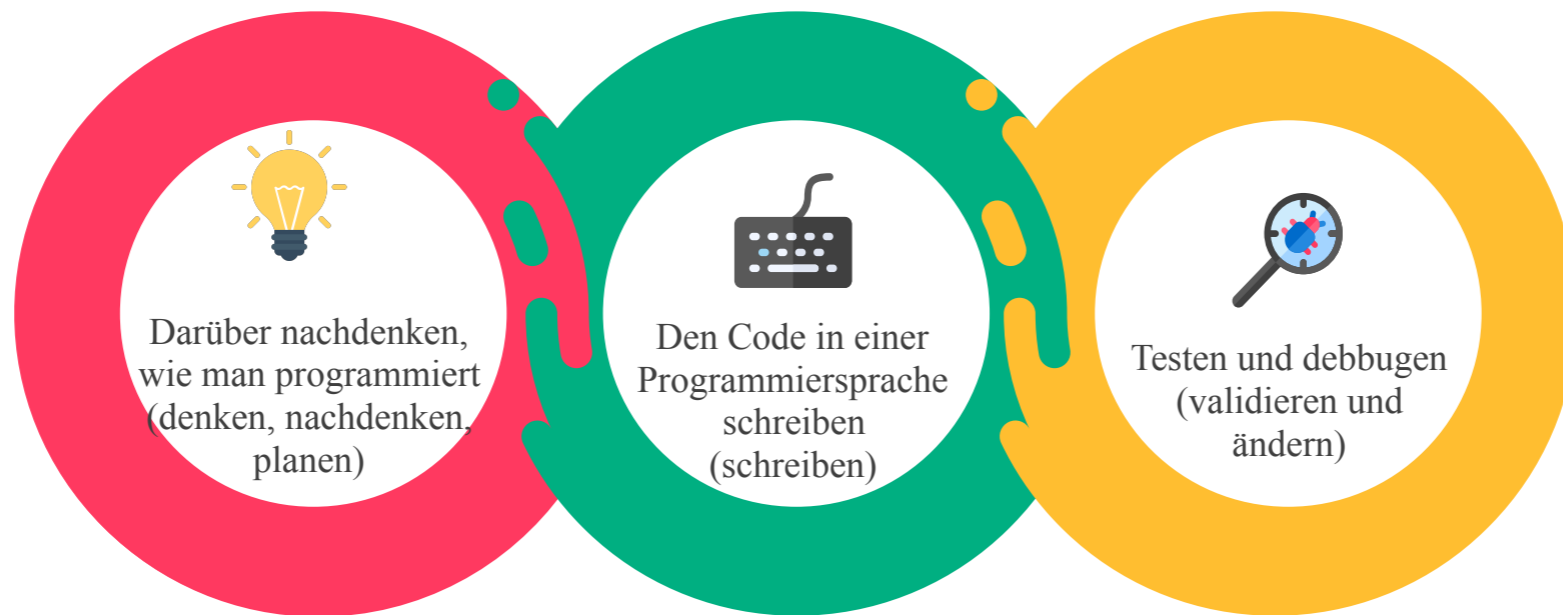 Darüber nachdenken,
wie man programmiert
(denken, nachdenken,
planen)
Den Code in einer
Programmiersprache
schreiben
(schreiben)
Testen und debbugen
(validieren und
ändern)